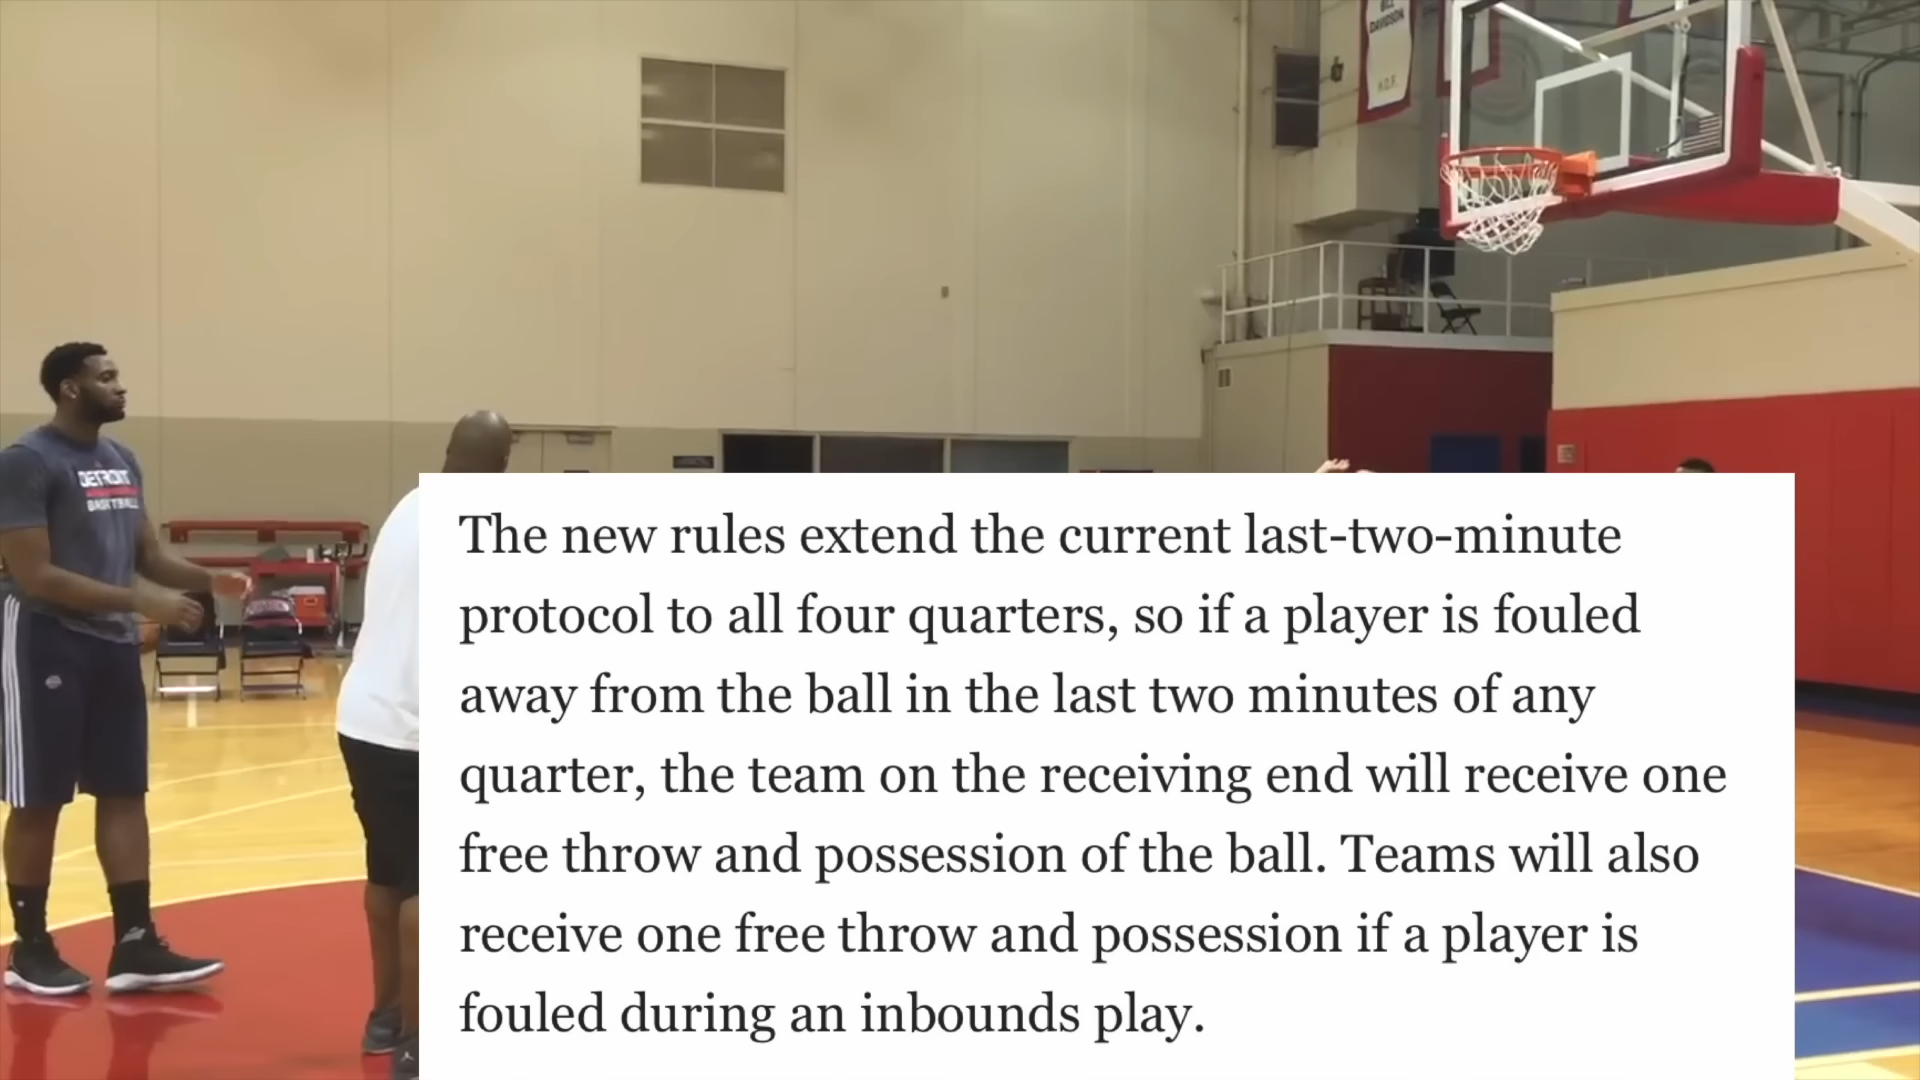 BILL
DAVIDSON
H.O.F.
DETROIT
BASKETBALL
The new rules extend the current last-two-minute
protocol to all four quarters, so if a player is fouled
away from the ball in the last two minutes of any
quarter, the team on the receiving end will receive one
free throw and possession of the ball. Teams will also
receive one free throw and possession if a player is
fouled during an inbounds play.